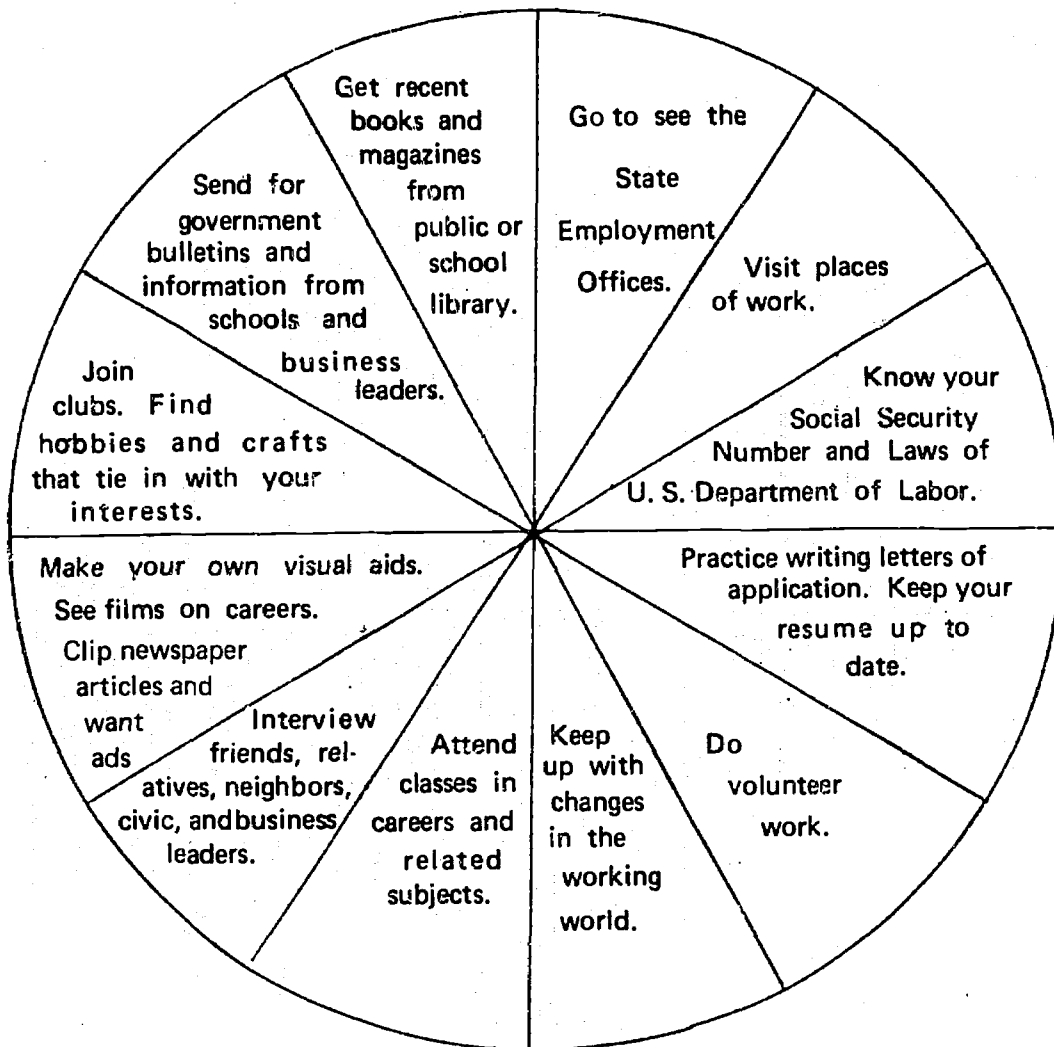 Go to see the
State
Employment
Offices.
Visit places
of work.
Know your
Social Security
Number and Laws of
U. S. Department of Labor.
Practice writing letters of
application. Keep your
resume up to
date.
Do
volunteer
work.
Keep
up with
changes
in the
working
world.
Attend
classes in
careers and
related
subjects.
Interview
friends, rel-
atives, neighbors,
civic, and business
leaders.
Make your own visual aids.
See films on careers.
Clip newspaper
articles and
want
ads
Join
clubs. Find
hobbies and crafts
that tie in with your
interests.
Send for
government
bulletins and
information from
schools and
business
leaders.
Get recent
books and
magazines
from
public or
school
library.